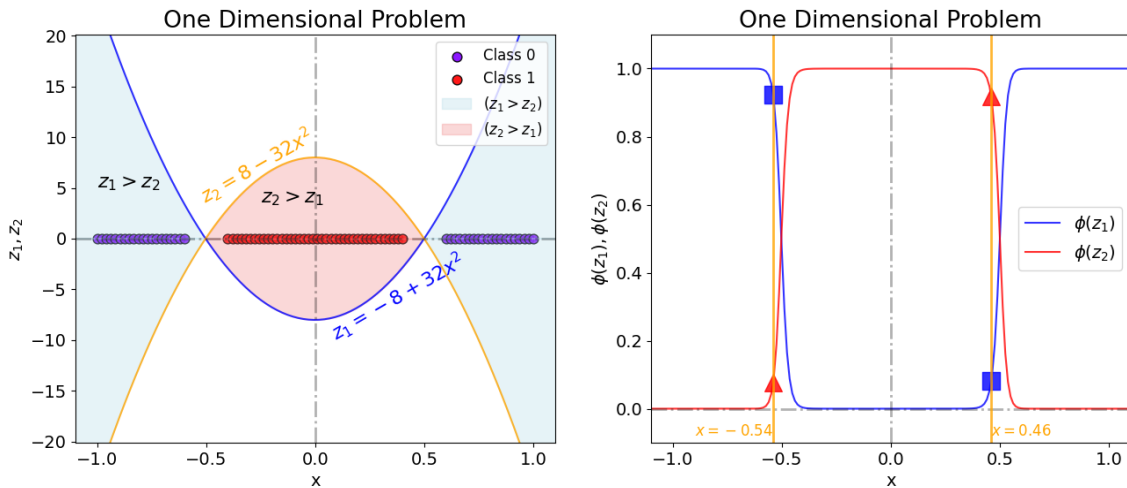 One Dimensional Problem
20
15
10
5
0
−5
−10
−15
−20
z₁, z₂
Class 0
Class 1
(z₁ > z₂)
(z₂ > z₁)
z₁ > z₂
z₂ = 8 − 32x²
z₂ > z₁
z₁ = − 8 + 32x²
−1.0 −0.5 0.0 0.5 1.0
x
One Dimensional Problem
1.0
0.8
0.6
0.4
0.2
0.0
ϕ(z₁), ϕ(z₂)
ϕ(z₁)
ϕ(z₂)
x = − 0.54 x = 0.46
−1.0 −0.5 0.0 0.5 1.0
x